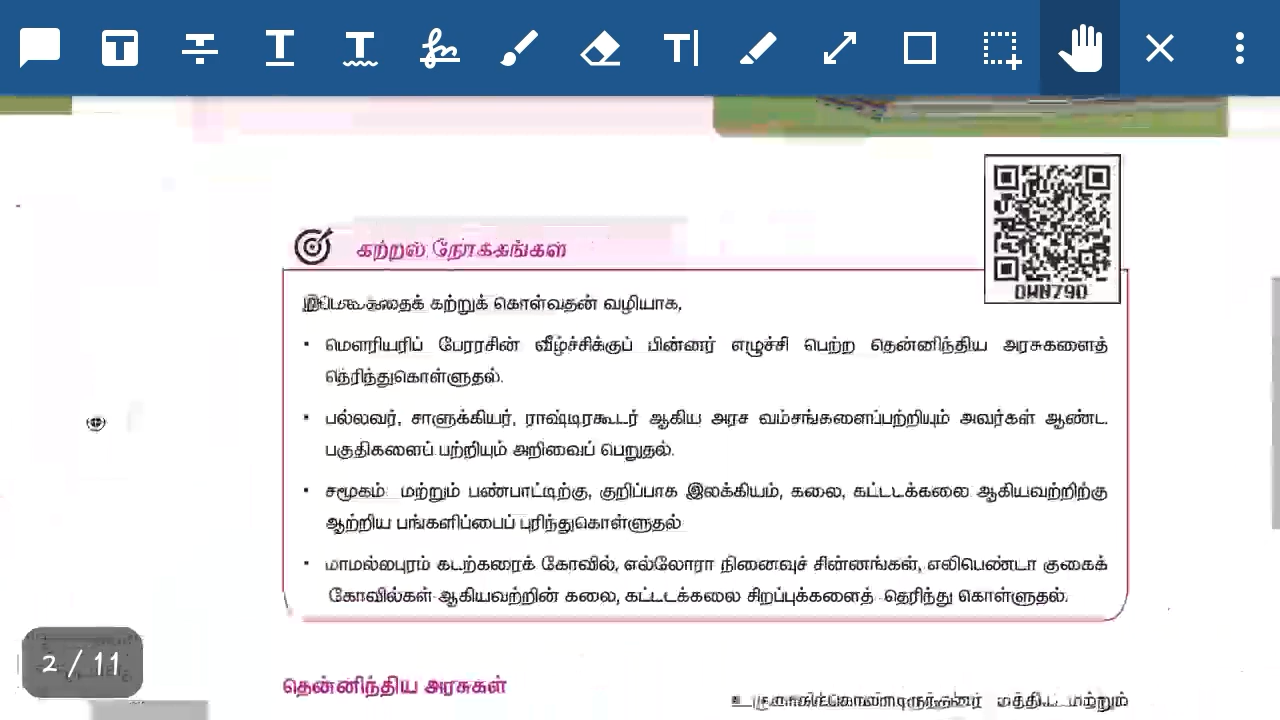 கற்றல் நோக்கங்கள்
DWN79D
இப்பாடத்தைக் கற்றுக் கொள்வதன் வழியாக,
• மௌரியரிப் பேரரசின் வீழ்ச்சிக்குப் பின்னர் எழுச்சி பெற்ற தென்னிந்திய அரசுகளைத்
தெரிந்துகொள்ளுதல்.
• பல்லவர், சாளுக்கியர், ராஷ்டிரகூடர் ஆகிய அரச வம்சங்களைப்பற்றியும் அவர்கள் ஆண்ட
பகுதிகளைப் பற்றியும் அறிவைப் பெறுதல்.
• சமூகம் மற்றும் பண்பாட்டிற்கு, குறிப்பாக இலக்கியம், கலை, கட்டடக்கலை ஆகியவற்றிற்கு
ஆற்றிய பங்களிப்பைப் புரிந்துகொள்ளுதல்
• மாமல்லபுரம் கடற்கரைக் கோவில், எல்லோரா நினைவுச் சின்னங்கள், எலிபெண்டா குகைக்
கோவில்கள் ஆகியவற்றின் கலை, கட்டடக்கலை சிறப்புக்களைத் தெரிந்து கொள்ளுதல்.
2 / 11
தென்னிந்திய அரசுகள்
மத்திய மற்றும்